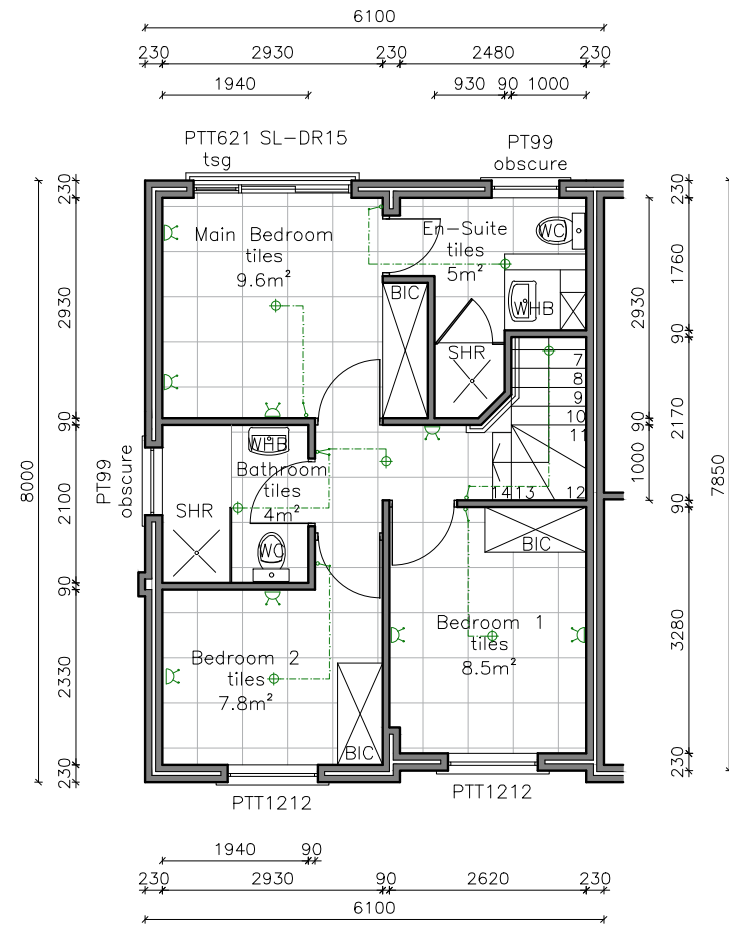 6100
230 2930 230 2480 230
1940 930 90 1000
PTT621 SL-DR15
tsg
PT99
obscure
230
2930
90
2100
90
2330
230
8000
PT99
obscure
Main Bedroom
tiles
9.6m²
En-Suite
tiles
5m²
WC
WHB
BIC
SHR
7
8
9
10
11
12
13
14
WHB
Bathroom
tiles
4m²
SHR
WC
BIC
Bedroom 1
tiles
8.5m²
Bedroom 2
tiles
7.8m²
BIC
2930
90
1000
230
1760
90
2170
90
3280
230
7850
PTT1212
PTT1212
1940 90
230 2930 90 2620 230
6100